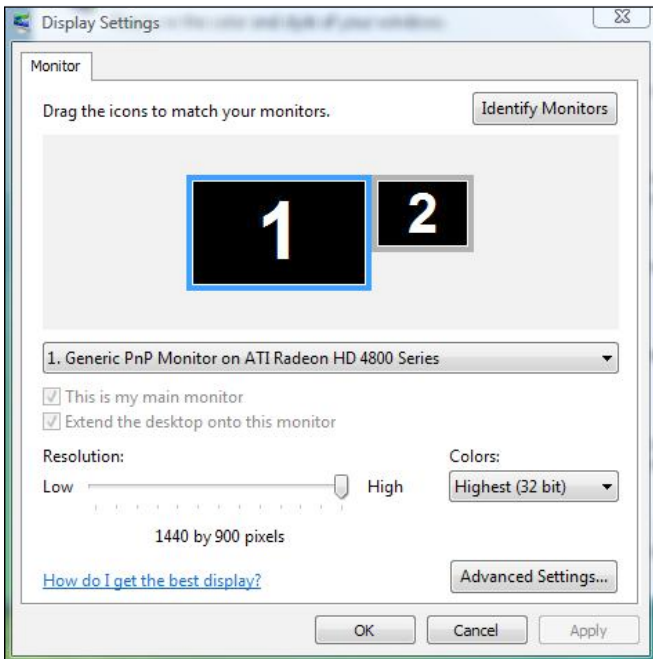 Display Settings
Monitor
Drag the icons to match your monitors.
Identify Monitors
1
2
1. Generic PnP Monitor on ATI Radeon HD 4800 Series
This is my main monitor
Extend the desktop onto this monitor
Resolution:
Colors:
Low
High
Highest (32 bit)
1440 by 900 pixels
How do I get the best display?
Advanced Settings...
OK
Cancel
Apply